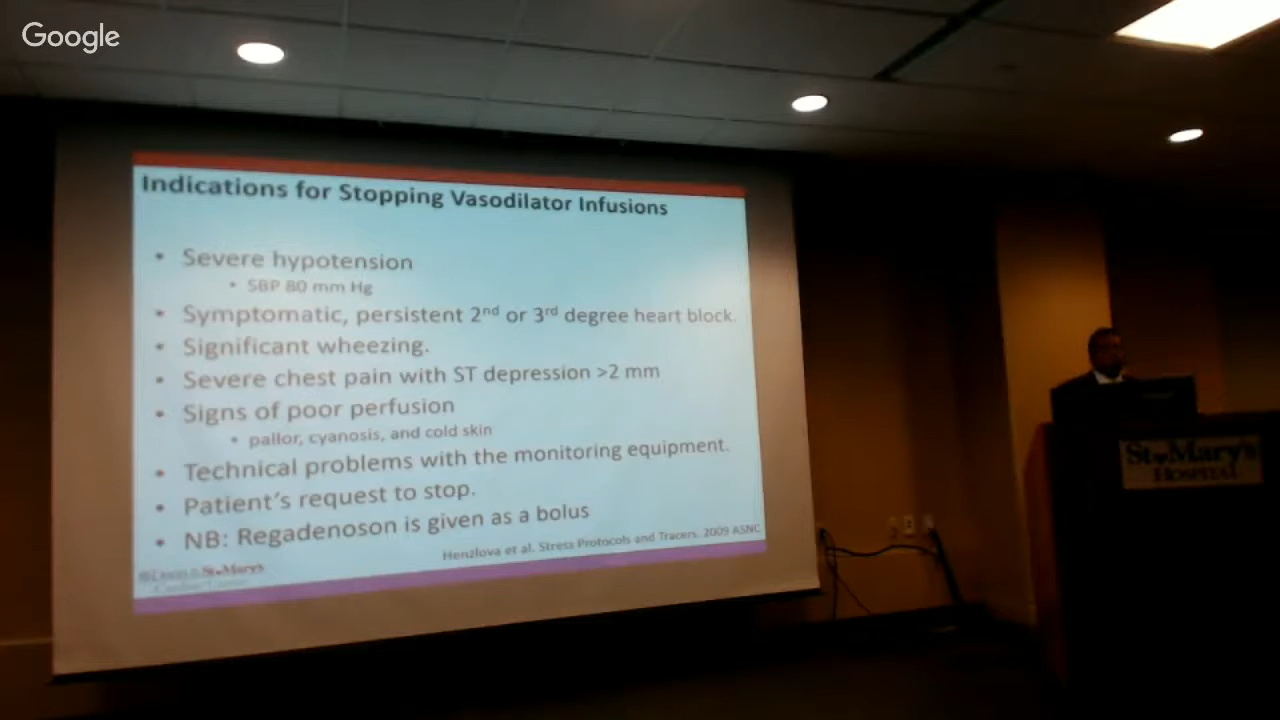 Google
Indications for Stopping Vasodilator Infusions
• Severe hypotension
• SBP 80 mm Hg
• Symptomatic, persistent 2nd or 3rd degree heart block.
• Significant wheezing.
• Severe chest pain with ST depression >2 mm
• Signs of poor perfusion
• pallor, cyanosis, and cold skin
• Technical problems with the monitoring equipment.
• Patient's request to stop.
• NB: Regadenoson is given as a bolus
Henzlova et al. Stress Protocols and Tracers. 2009 ASNC
St Mary's
St Mary's
HOSPITAL